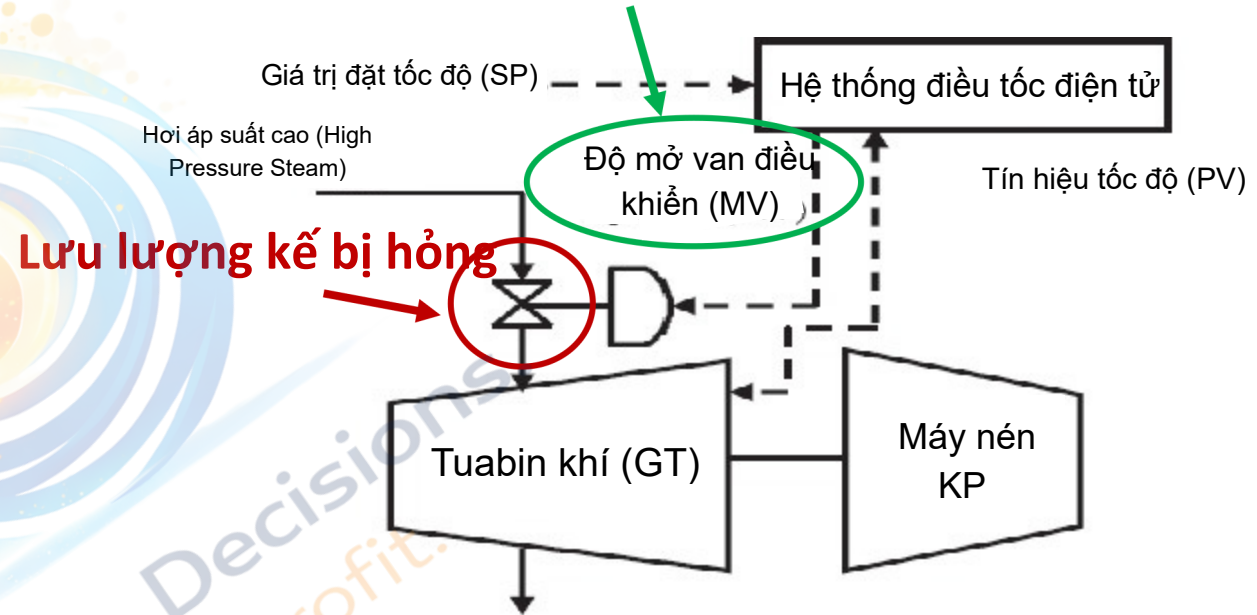 Giá trị đặt tốc độ (SP)
Hệ thống điều tốc điện tử
Hơi áp suất cao (High
Pressure Steam)
Độ mở van điều
khiển (MV)
Tín hiệu tốc độ (PV)
Lưu lượng kế bị hỏng
Tuabin khí (GT)
Máy nén
KP
Decisions
rofit.